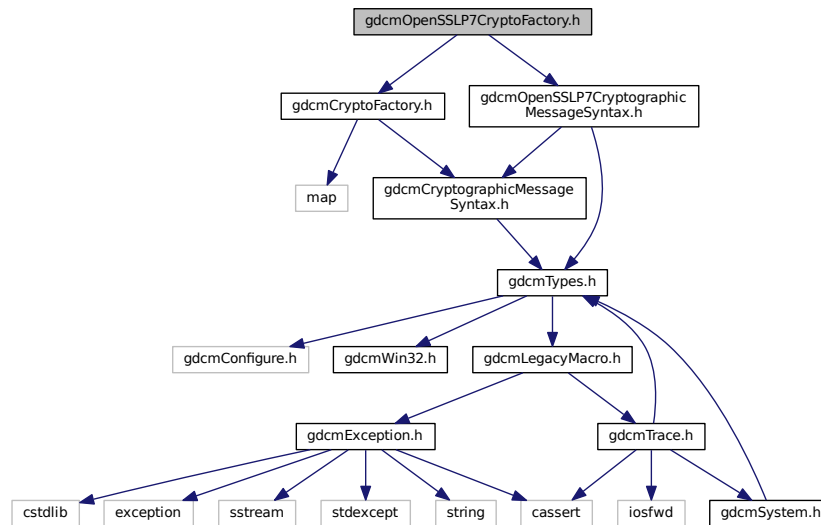 gdcmOpenSSLP7CryptoFactory.h
gdcmCryptoFactory.h
gdcmOpenSSLP7Cryptographic
MessageSyntax.h
map
gdcmCryptographicMessage
Syntax.h
gdcmTypes.h
gdcmConfigure.h
gdcmWin32.h
gdcmLegacyMacro.h
gdcmException.h
gdcmTrace.h
cstdlib
exception
sstream
stdexcept
string
cassert
iosfwd
gdcmSystem.h